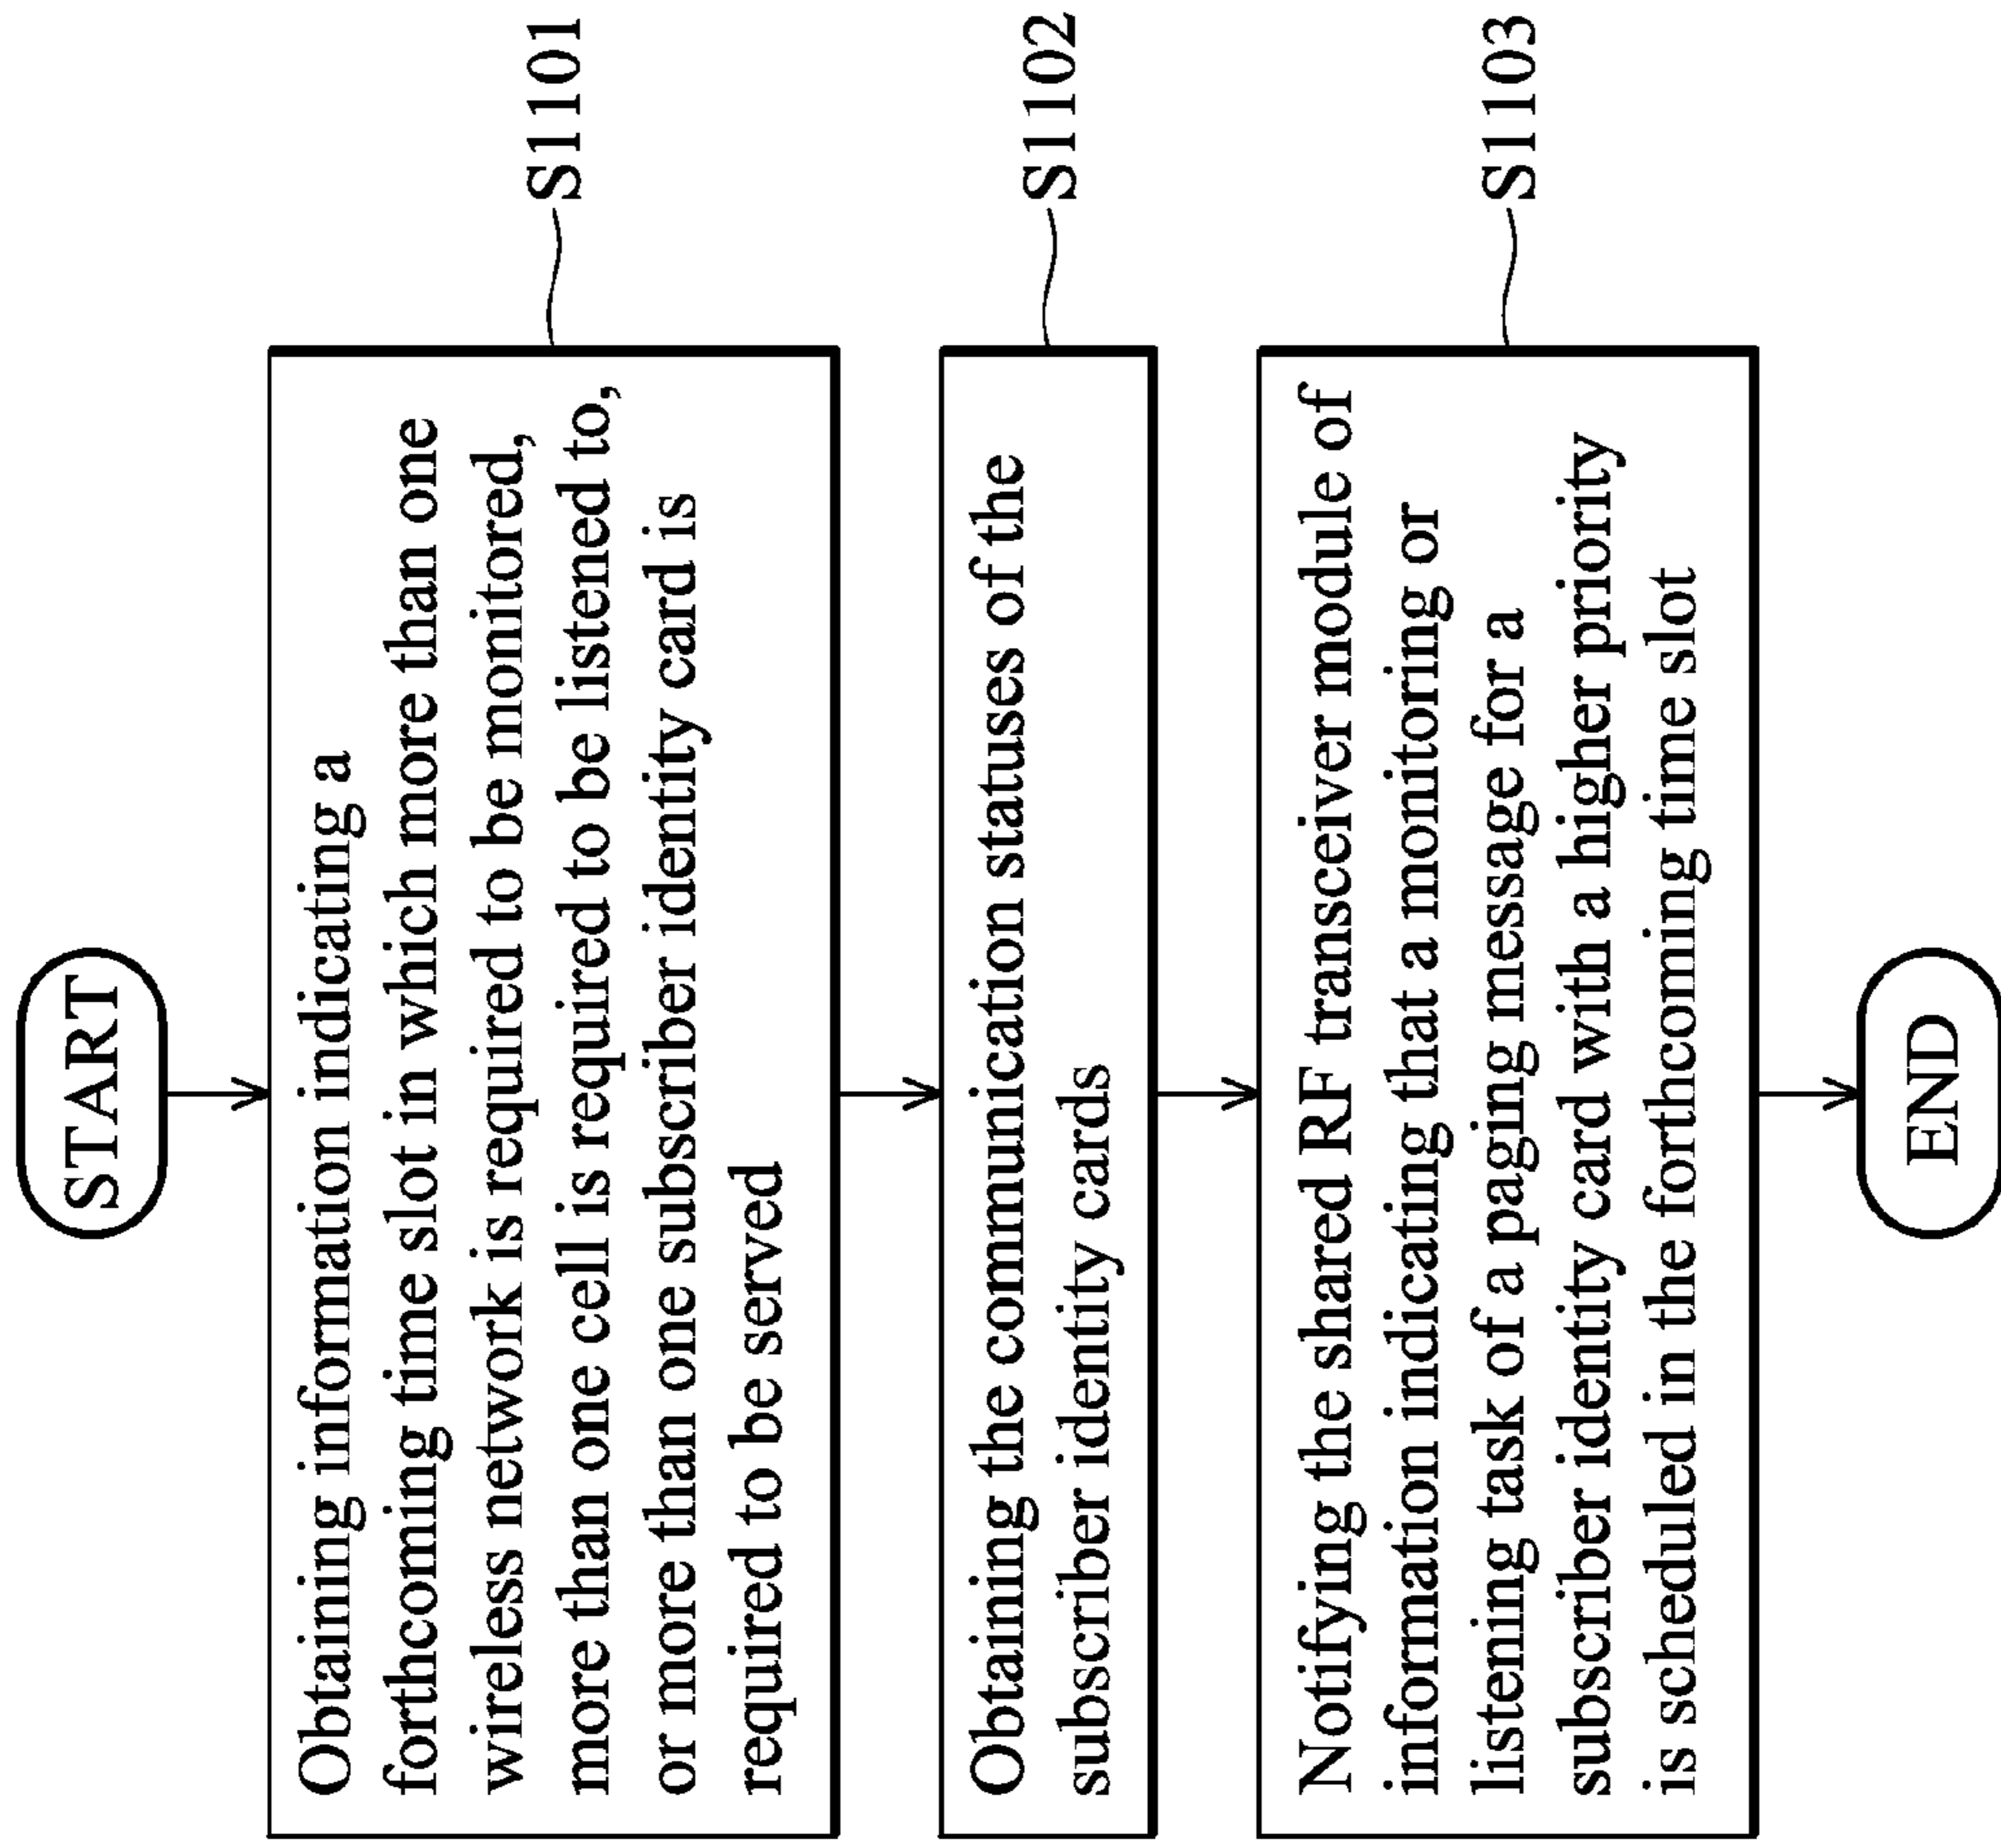 START
Obtaining information indicating a
forthcoming time slot in which more than one
wireless network is required to be monitored,
more than one cell is required to be listened to,
or more than one subscriber identity card is
required to be served
S1101
Obtaining the communication statuses of the
subscriber identity cards
S1102
Notifying the shared RF transceiver module of
information indicating that a monitoring or
listening task of a paging message for a
subscriber identity card with a higher priority
is scheduled in the forthcoming time slot
S1103
END